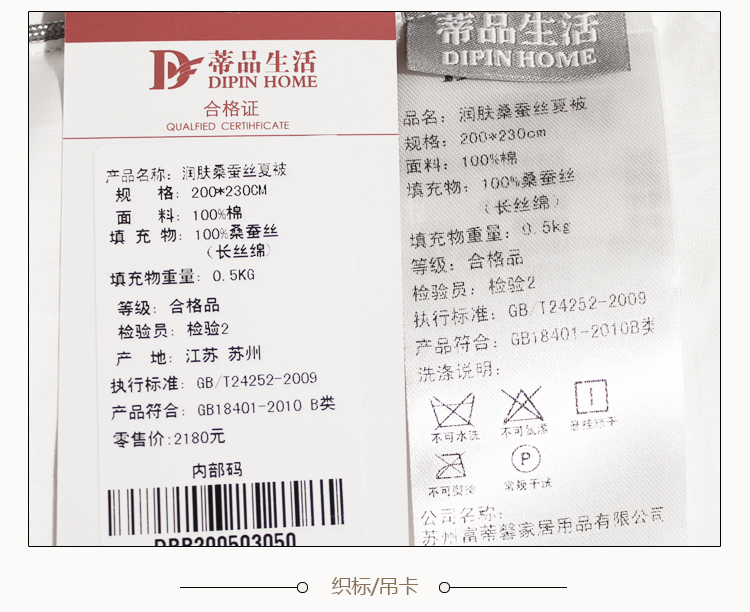 蒂品生活
DIPIN HOME
合格证
QUALFIED CERTIHFICATE
产品名称: 润肤桑蚕丝夏被
规 格: 200*230CM
面 料: 100%棉
填 充 物: 100%桑蚕丝
(长丝绵)
填充物重量: 0.5KG
等级: 合格品
检验员: 检验2
产 地: 江苏 苏州
执行标准: GB/T24252-2009
产品符合: GB18401-2010 B类
零售价:2180元
内部码
DBB200503050
蒂品生活
DIPIN HOME
品名: 润肤桑蚕丝夏被
规格: 200*230cm
面料: 100%棉
填充物: 100%桑蚕丝
(长丝绵)
填充物重量: 0.5kg
等级: 合格品
检验员: 检验2
执行标准: GB/T24252-2009
产品符合: GB18401-2010B类
洗涤说明:
不可水洗 不可氯漂 悬挂晾干
P
不可熨烫 常规干洗
公司名称:
苏州富蒂馨家居用品有限公司
织标/吊卡